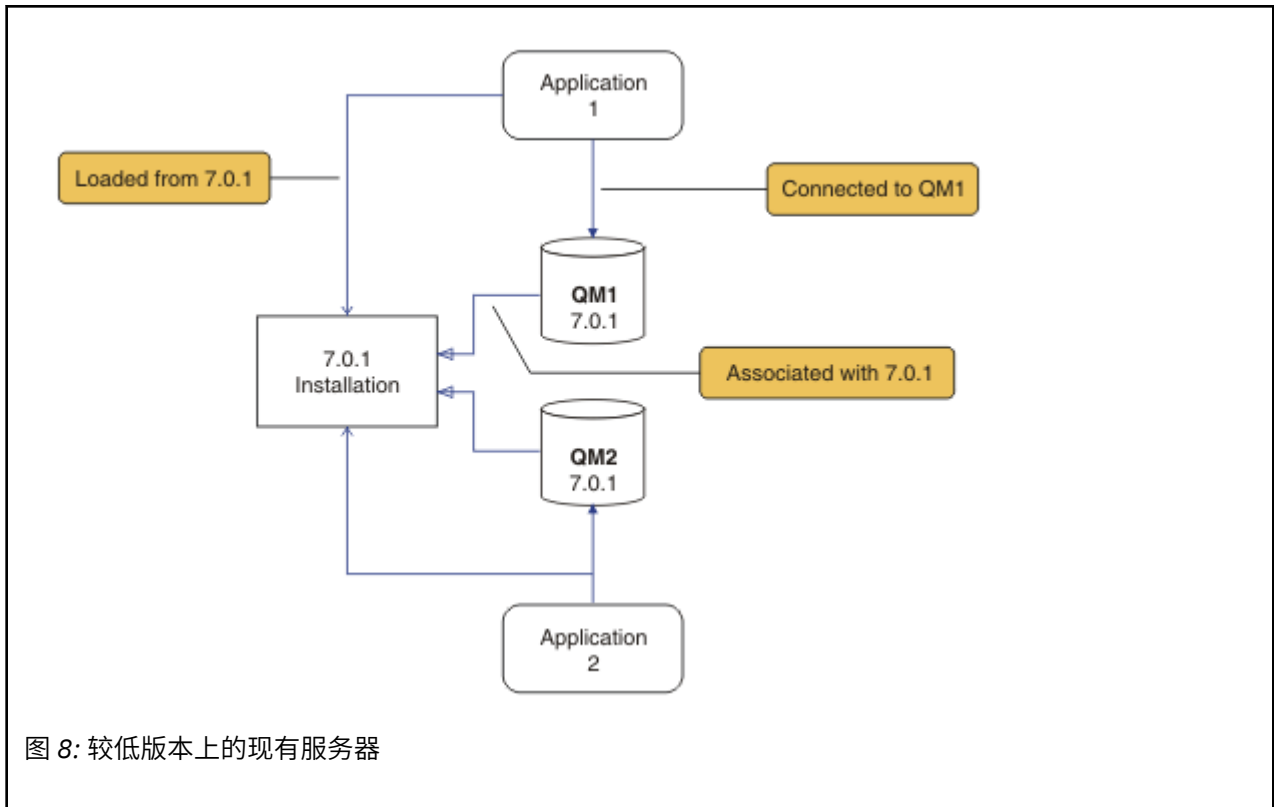 Application
1
Loaded from 7.0.1
Connected to QM1
QM1
7.0.1
7.0.1
Installation
Associated with 7.0.1
QM2
7.0.1
Application
2
图 8: 较低版本上的现有服务器